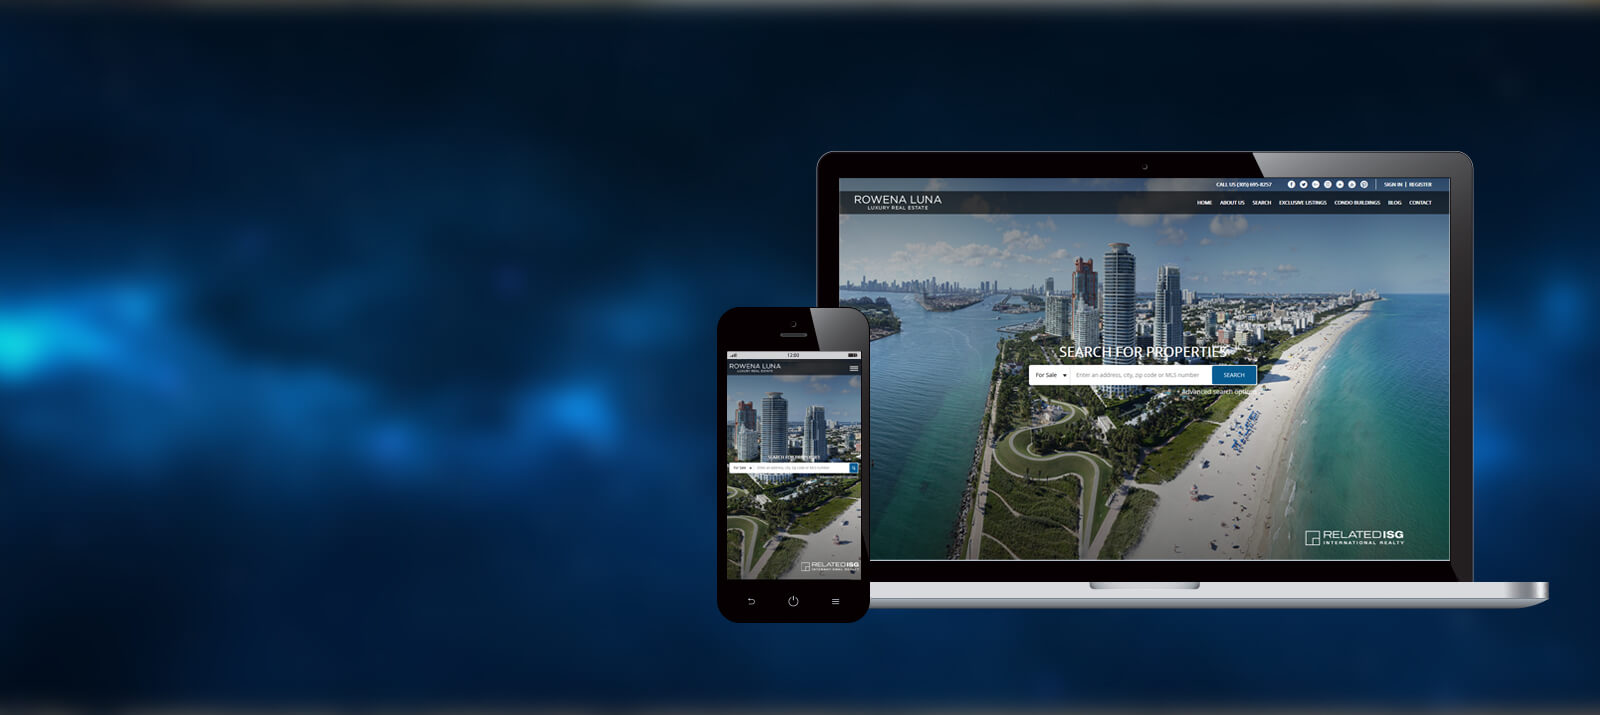 CALL US (305) 695-8257
SIGN IN | REGISTER
ROWENA LUNA
LUXURY REAL ESTATE
HOME ABOUT US SEARCH EXCLUSIVE LISTINGS CONDO BUILDINGS BLOG CONTACT
SEARCH FOR PROPERTIES
For Sale Enter an address, city, zip code or MLS number SEARCH
+ Advanced search options
RELATEDISG
INTERNATIONAL REALTY
12:00
ROWENA LUNA
LUXURY REAL ESTATE
SEARCH FOR PROPERTIES
For Sale Enter an address, city, zip code or MLS number
RELATEDISG
INTERNATIONAL REALTY